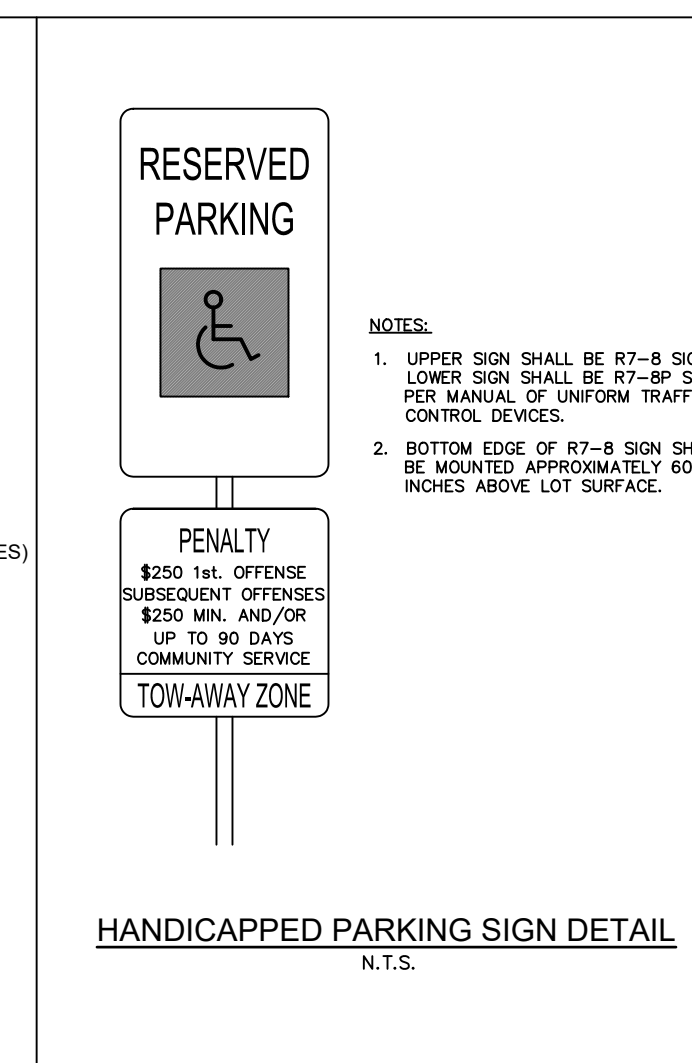 RESERVED
PARKING
NOTES:
1. UPPER SIGN SHALL BE R7-8
LOWER SIGN SHALL BE R7-8P
PER MANUAL OF UNIFORM
CONTROL DEVICES.
2. BOTTOM EDGE OF R7-8 SIGN
BE MOUNTED APPROXIMATELY 60
INCHES ABOVE LOT SURFACE.
ES)
PENALTY
$250 1st. OFFENSE
SUBSEQUENT OFFENSES
$250 MIN. AND/OR
UP TO 90 DAYS
COMMUNITY SERVICE
TOW-AWAY ZONE
HANDICAPPED PARKING SIGN DETAIL
N.T.S.